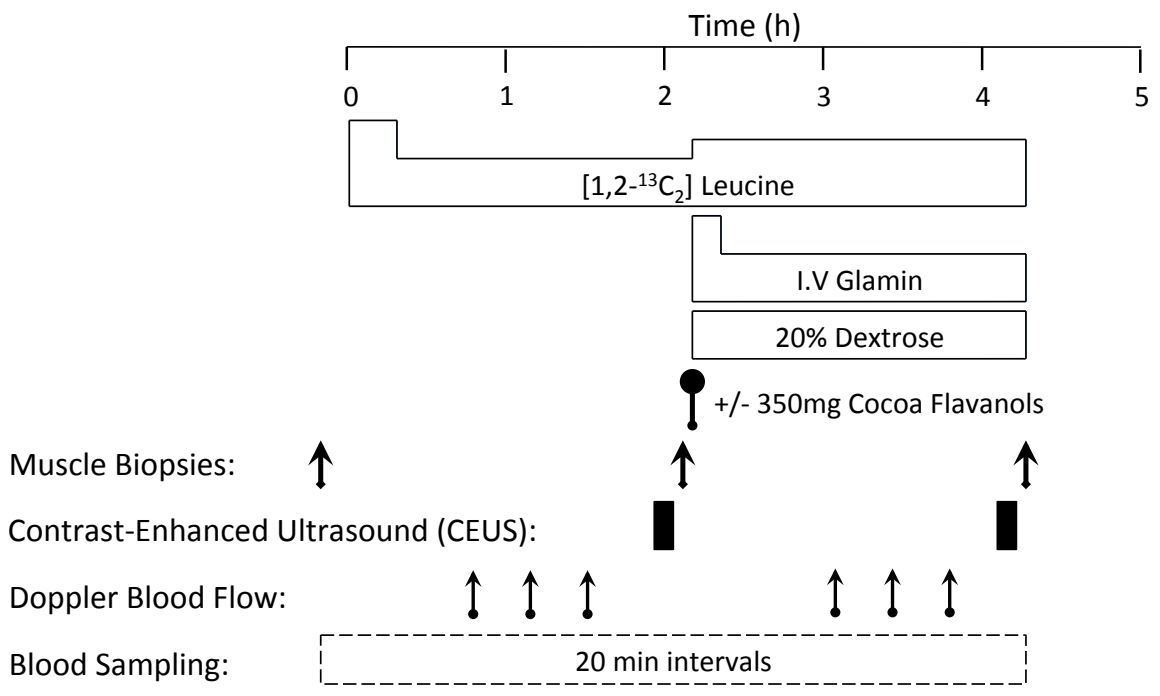 Time (h)
0 1 2 3 4 5
[1,2-¹³C₂] Leucine
I.V Glamin
20% Dextrose
+/- 350mg Cocoa Flavanols
Muscle Biopsies:
Contrast-Enhanced Ultrasound (CEUS):
Doppler Blood Flow:
Blood Sampling: 20 min intervals